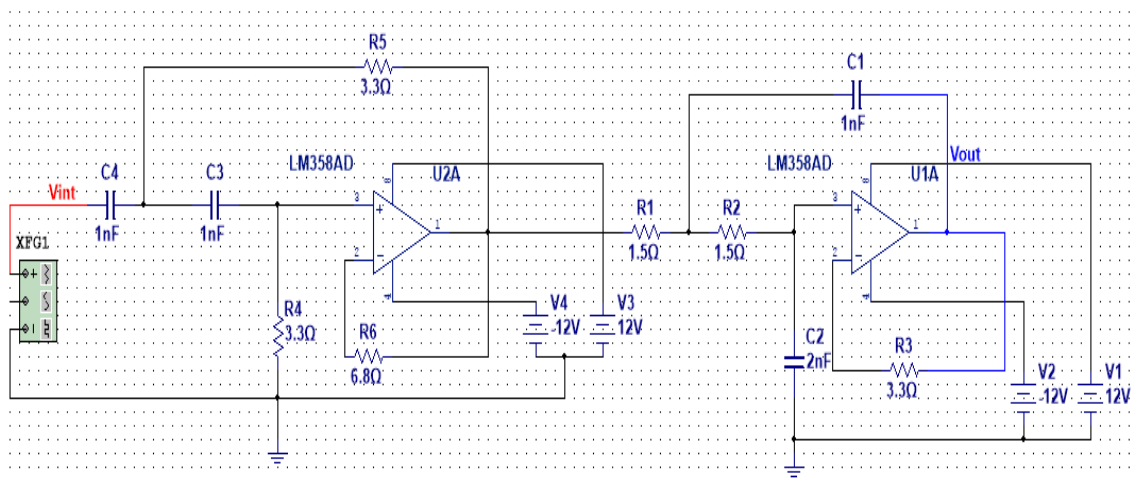 R5
3.3Ω
C1
1nF
LM358AD
U2A
8
3
+
1
2
−
4
C4
1nF
C3
1nF
Vint
XFG1
+
R4
3.3Ω
R6
6.8Ω
V4
-12V
V3
12V
R1
1.5Ω
R2
1.5Ω
LM358AD
U1A
Vout
8
3
+
1
2
−
4
C2
2nF
R3
3.3Ω
V2
-12V
V1
12V